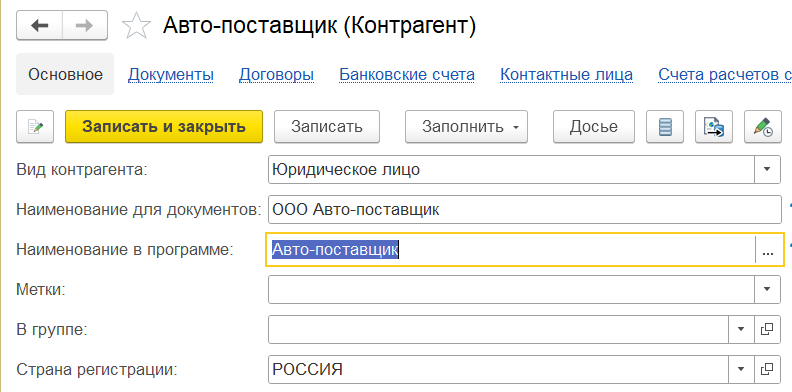 Авто-поставщик (Контрагент)
Основное Документы Договоры Банковские счета Контактные лица Счета расчетов с
Записать и закрыть Записать Заполнить Досье
Вид контрагента: Юридическое лицо
Наименование для документов: ООО Авто-поставщик
Наименование в программе: Авто-поставщик ...
Метки:
В группе:
Страна регистрации: РОССИЯ